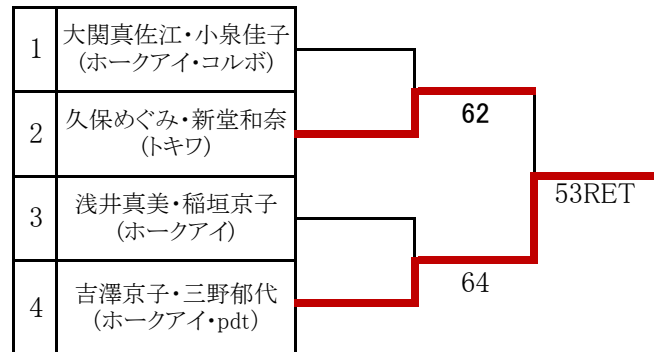 1
大関真佐江・小泉佳子
(ホークアイ・コルボ)
2
久保めぐみ・新堂和奈
(トキワ)
62
53RET
3
浅井真美・稲垣京子
(ホークアイ)
64
4
吉澤京子・三野郁代
(ホークアイ・pdt)